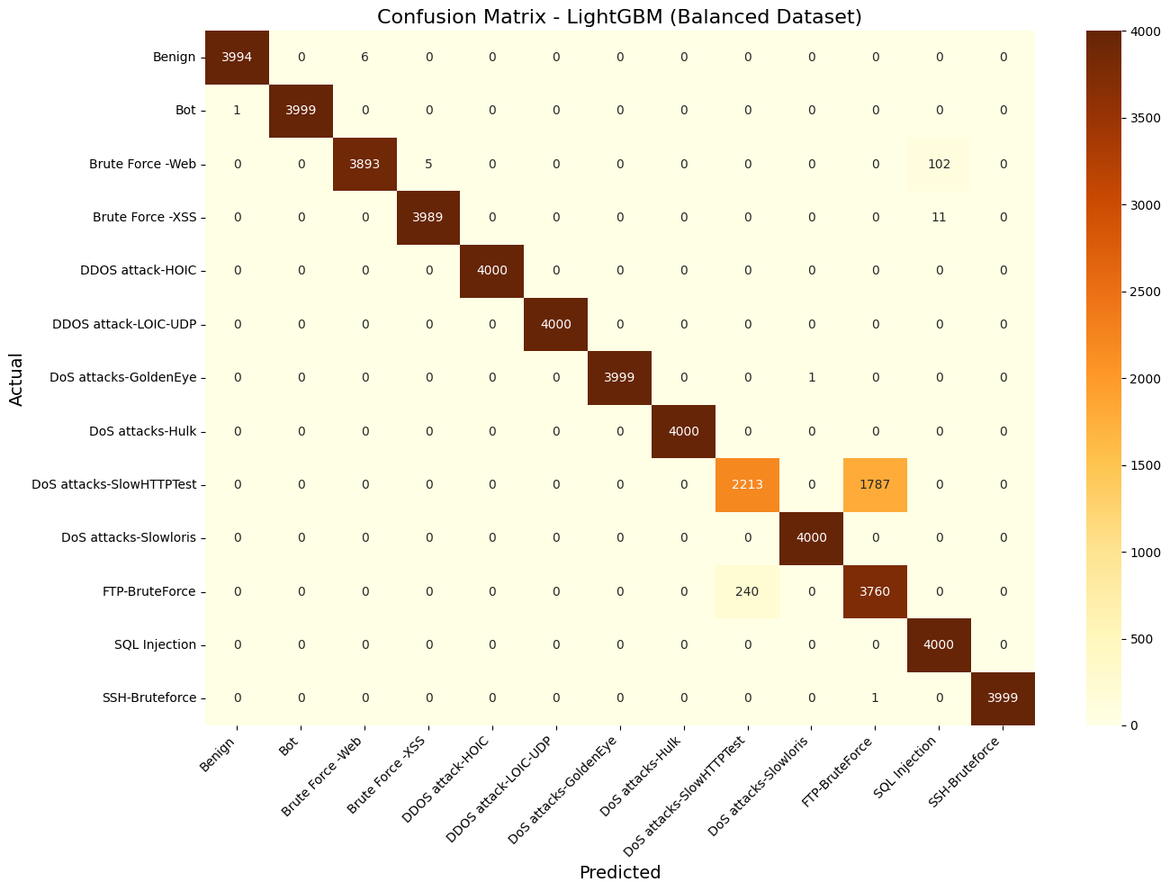 Confusion Matrix - LightGBM (Balanced Dataset)
Actual
Benign 3994 0 6 0 0 0 0 0 0 0 0 0 0
Bot 1 3999 0 0 0 0 0 0 0 0 0 0 0
Brute Force -Web 0 0 3893 5 0 0 0 0 0 0 0 102 0
Brute Force -XSS 0 0 0 3989 0 0 0 0 0 0 0 11 0
DDOS attack-HOIC 0 0 0 0 4000 0 0 0 0 0 0 0 0
DDOS attack-LOIC-UDP 0 0 0 0 0 4000 0 0 0 0 0 0 0
DoS attacks-GoldenEye 0 0 0 0 0 0 3999 0 0 1 0 0 0
DoS attacks-Hulk 0 0 0 0 0 0 0 4000 0 0 0 0 0
DoS attacks-SlowHTTPTest 0 0 0 0 0 0 0 0 2213 0 1787 0 0
DoS attacks-Slowloris 0 0 0 0 0 0 0 0 0 4000 0 0 0
FTP-BruteForce 0 0 0 0 0 0 0 0 240 0 3760 0 0
SQL Injection 0 0 0 0 0 0 0 0 0 0 0 4000 0
SSH-Bruteforce 0 0 0 0 0 0 0 0 0 0 1 0 3999
Benign
Bot
Brute Force -Web
Brute Force -XSS
DDOS attack-HOIC
DDOS attack-LOIC-UDP
DoS attacks-GoldenEye
DoS attacks-Hulk
DoS attacks-SlowHTTPTest
DoS attacks-Slowloris
FTP-BruteForce
SQL Injection
SSH-Bruteforce
Predicted
4000
3500
3000
2500
2000
1500
1000
500
0